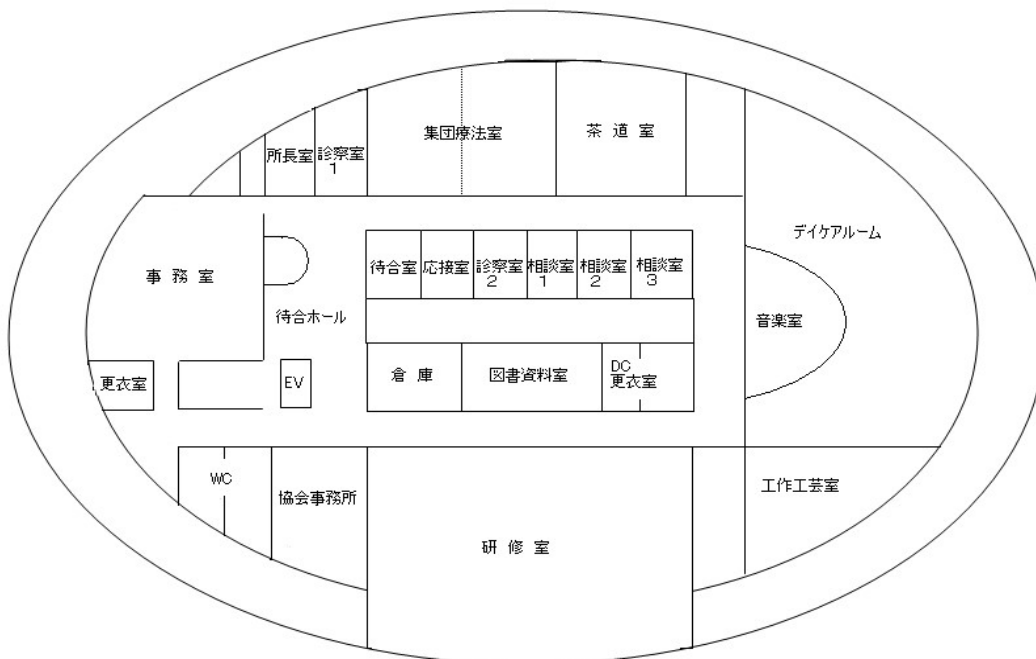 集団療法室
茶 道 室
所長室
診察室
1
デイケアルーム
事 務 室
待合室
応接室
診察室
2
相談室
1
相談室
2
相談室
3
待合ホール
音楽室
更衣室
EV
倉 庫
図書資料室
DC
更衣室
WC
協会事務所
工作工芸室
研 修 室